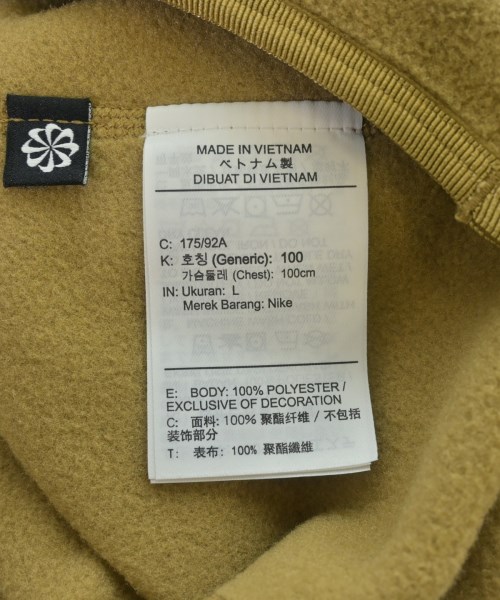 MADE IN VIETNAM
ベトナム製
DIBUAT DI VIETNAM
C: 175/92A
K: 호칭 (Generic): 100
가슴둘레 (Chest): 100cm
IN: Ukuran: L
Merek Barang: Nike
E: BODY: 100% POLYESTER /
EXCLUSIVE OF DECORATION
C: 面料: 100% 聚酯纤维 / 不包括
装饰部分
T: 表布: 100% 聚酯纖維